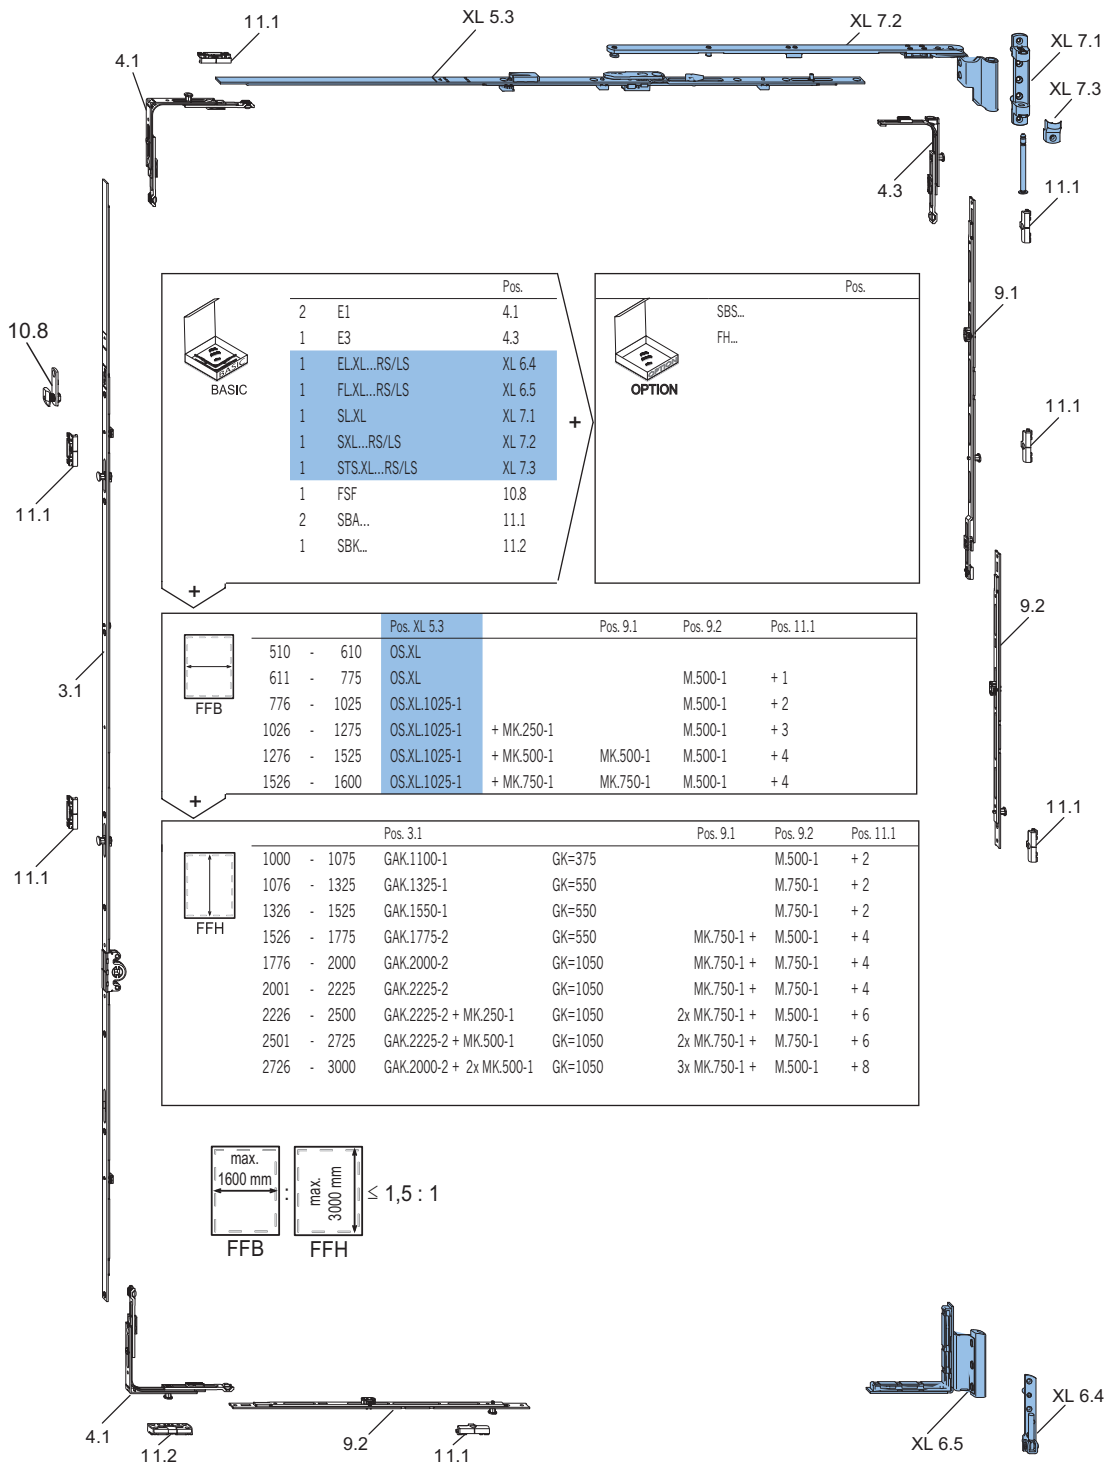 11.1
XL 5.3
XL 7.2
XL 7.1
4.1
XL 7.3
4.3
11.1
9.1
Pos.
2 E1 4.1
1 E3 4.3
1 EL.XL...RS/LS XL 6.4
1 FL.XL...RS/LS XL 6.5
1 SL.XL XL 7.1
1 SXL...RS/LS XL 7.2
1 STS.XL...RS/LS XL 7.3
1 FSF 10.8
2 SBA... 11.1
1 SBK... 11.2
BASIC
BASIC
+
+
Pos.
SBS...
FH...
OPTION
OPTION
10.8
11.1
11.1
9.2
3.1
11.1
11.1
Pos. XL 5.3 Pos. 9.1 Pos. 9.2 Pos. 11.1
510 - 610 OS.XL
611 - 775 OS.XL M.500-1 + 1
776 - 1025 OS.XL.1025-1 M.500-1 + 2
1026 - 1275 OS.XL.1025-1 + MK.250-1 M.500-1 + 3
1276 - 1525 OS.XL.1025-1 + MK.500-1 MK.500-1 M.500-1 + 4
1526 - 1600 OS.XL.1025-1 + MK.750-1 MK.750-1 M.500-1 + 4
FFB
+
Pos. 3.1 Pos. 9.1 Pos. 9.2 Pos. 11.1
1000 - 1075 GAK.1100-1 GK=375 M.500-1 + 2
1076 - 1325 GAK.1325-1 GK=550 M.750-1 + 2
1326 - 1525 GAK.1550-1 GK=550 M.750-1 + 2
1526 - 1775 GAK.1775-2 GK=550 MK.750-1 + M.500-1 + 4
1776 - 2000 GAK.2000-2 GK=1050 MK.750-1 + M.750-1 + 4
2001 - 2225 GAK.2225-2 GK=1050 MK.750-1 + M.750-1 + 4
2226 - 2500 GAK.2225-2 + MK.250-1 GK=1050 2x MK.750-1 + M.500-1 + 6
2501 - 2725 GAK.2225-2 + MK.500-1 GK=1050 2x MK.750-1 + M.750-1 + 6
2726 - 3000 GAK.2000-2 + 2x MK.500-1 GK=1050 3x MK.750-1 + M.500-1 + 8
FFH
max.
1600 mm
:
max.
3000 mm
≤ 1,5 : 1
FFB
FFH
4.1
11.2
9.2
11.1
XL 6.5
XL 6.4